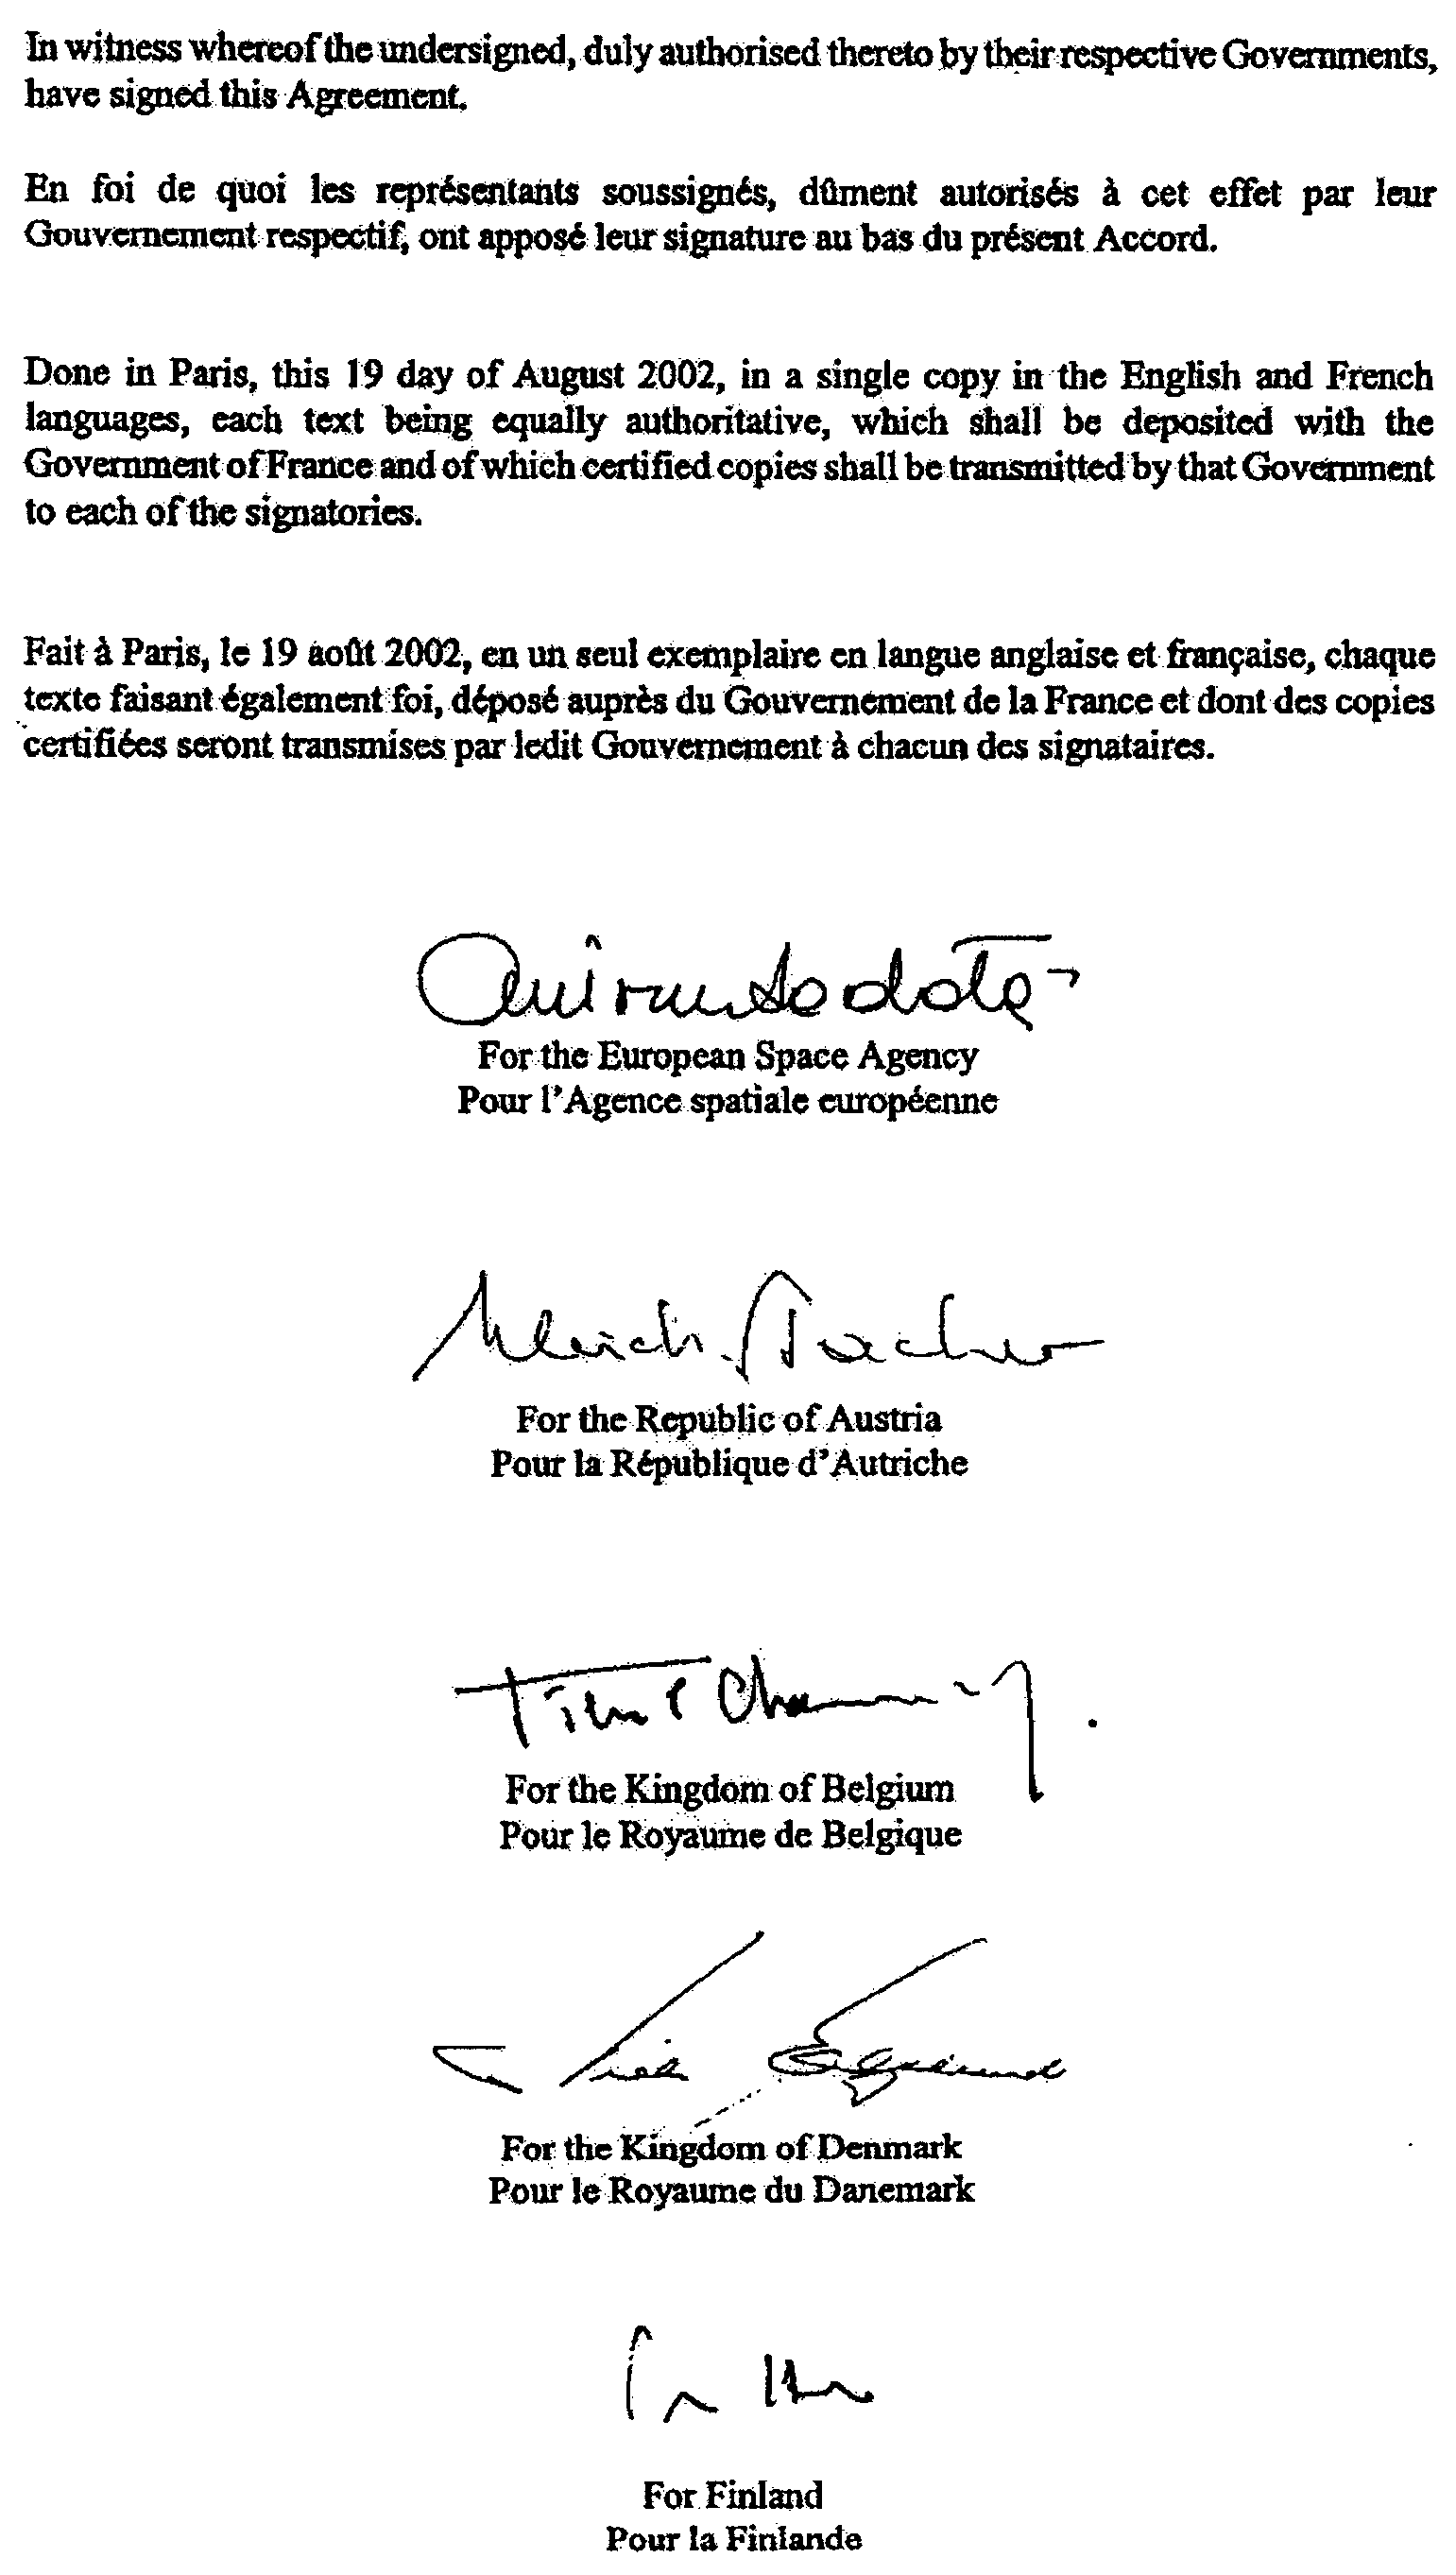 In witness whereof the undersigned, duly authorised thereto by their respective Governments,
have signed this Agreement.
En foi de quoi les représentants soussignés, dûment autorisés à cet effet par leur
Gouvernement respectif, ont apposé leur signature au bas du présent Accord.
Done in Paris, this 19 day of August 2002, in a single copy in the English and French
languages, each text being equally authoritative, which shall be deposited with the
Government of France and of which certified copies shall be transmitted by that Government
to each of the signatories.
Fait à Paris, le 19 août 2002, en un seul exemplaire en langue anglaise et française, chaque
texte faisant également foi, déposé auprès du Gouvernement de la France et dont des copies
certifiées seront transmises par ledit Gouvernement à chacun des signataires.
For the European Space Agency
Pour l'Agence spatiale européenne
For the Republic of Austria
Pour la République d'Autriche
For the Kingdom of Belgium
Pour le Royaume de Belgique
For the Kingdom of Denmark
Pour le Royaume du Danemark
For Finland
Pour la Finlande